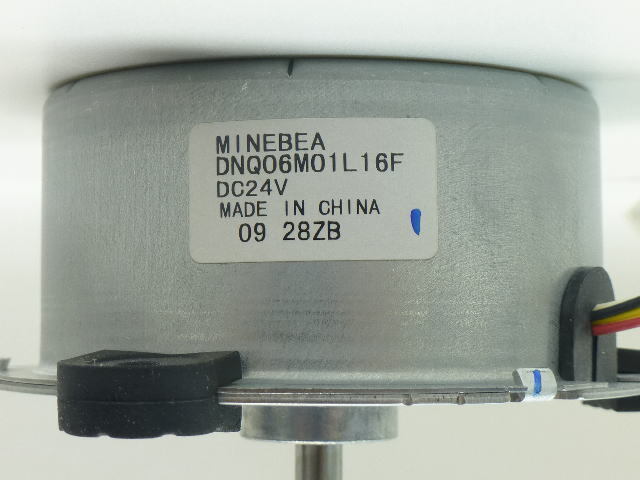 MINEBEA
DNQ06M01L16F
DC24V
MADE IN CHINA
09 28ZB